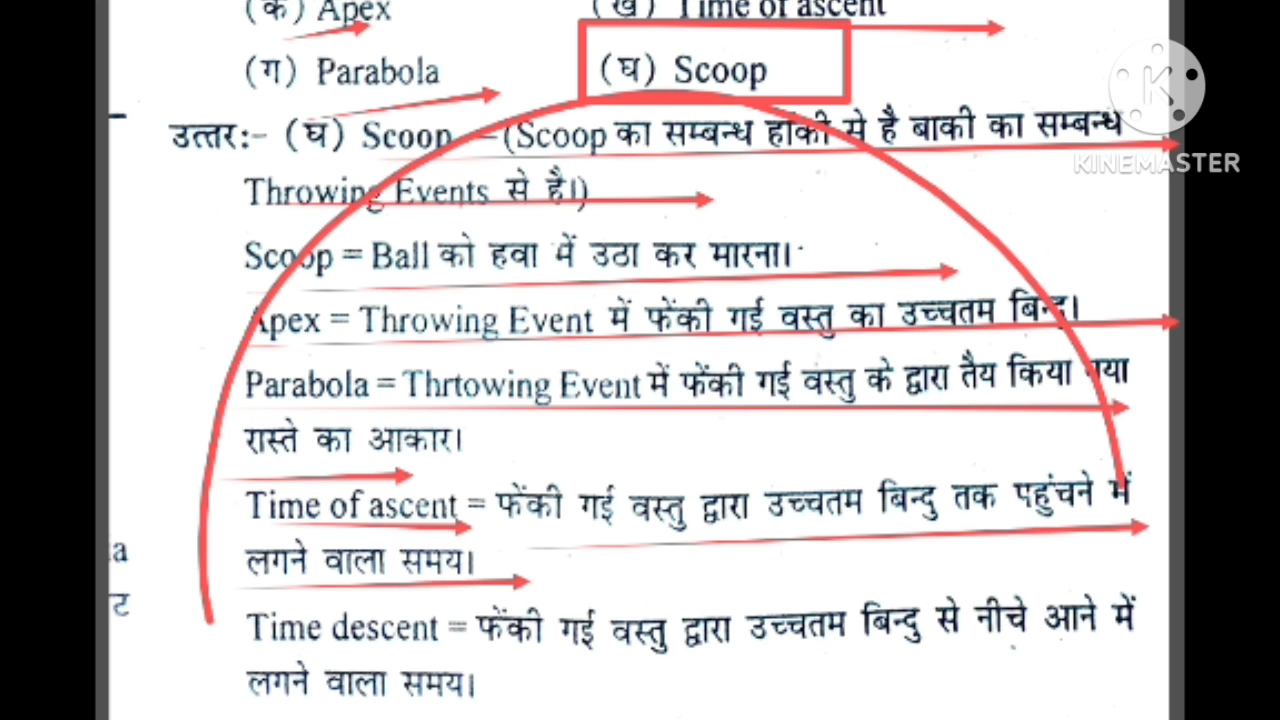 (क) Apex (ख) Time of ascent
(ग) Parabola (घ) Scoop
उत्तर:- (घ) Scoop –(Scoop का सम्बन्ध हॉकी से है बाकी का सम्बन्ध
KINEMASTER
Throwing Events से है।)
Scoop = Ball को हवा में उठा कर मारना।
Apex = Throwing Event में फेंकी गई वस्तु का उच्चतम बिन्दु।
Parabola = Thrtowing Event में फेंकी गई वस्तु के द्वारा तैय किया गया
रास्ते का आकार।
Time of ascent = फेंकी गई वस्तु द्वारा उच्चतम बिन्दु तक पहुंचने में
लगने वाला समय।
Time descent = फेंकी गई वस्तु द्वारा उच्चतम बिन्दु से नीचे आने में
लगने वाला समय।